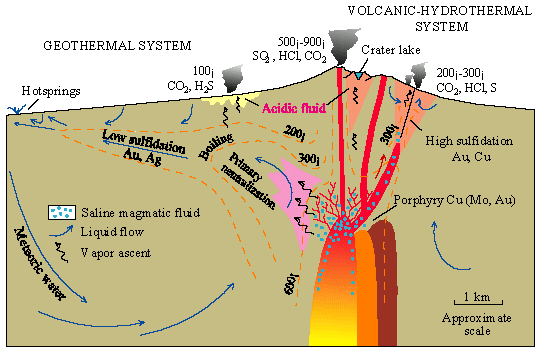 VOLCANIC-HYDROTHERMAL
SYSTEM
GEOTHERMAL SYSTEM
500¡-900¡
SO₂, HCl, CO₂
Crater lake
100¡
CO₂, H₂S
200¡-300¡
CO₂, HCl, S
Hotsprings
Acidic fluid
Low sulfidation
Au, Ag
Boiling
200¡
300¡
300¡
High sulfidation
Au, Cu
Primary
neutralization
Porphyry Cu (Mo, Au)
Saline magmatic fluid
Liquid flow
Vapor ascent
Meteoric water
600¡
1 km
Approximate
scale